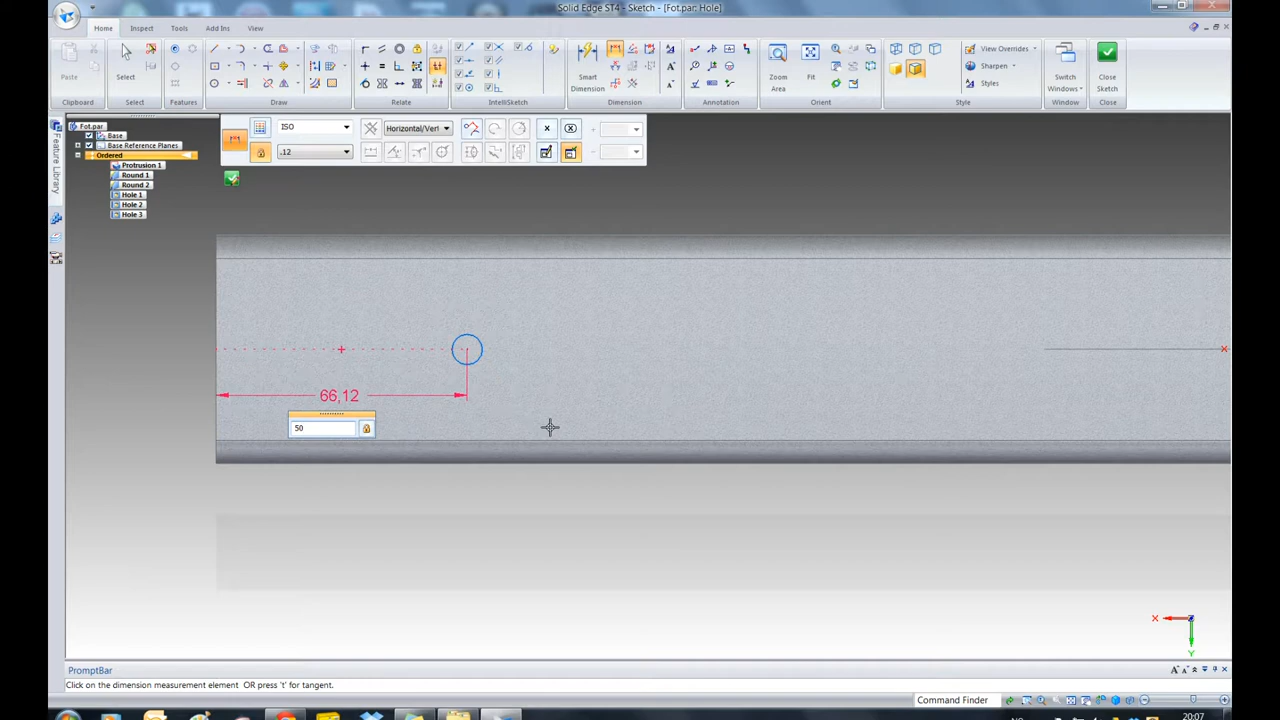 Solid Edge ST4 - Sketch - [Fot.par: Hole]
Home Inspect Tools Add Ins View
Paste
Select
Smart
Dimension
Zoom
Area
Fit
View Overrides
Sharpen
Styles
Switch
Windows
Close
Sketch
Clipboard Select Features Draw Relate IntelliSketch Dimension Annotation Orient Style Window Close
Feature Library
Fot.par
Base
Base Reference Planes
Ordered
Protrusion 1
Round 1
Round 2
Hole 1
Hole 2
Hole 3
ISO
Horizontal/Verl
.12
66,12
50
X
Y
PromptBar
Click on the dimension measurement element OR press 't' for tangent.
Command Finder
NO
20:07